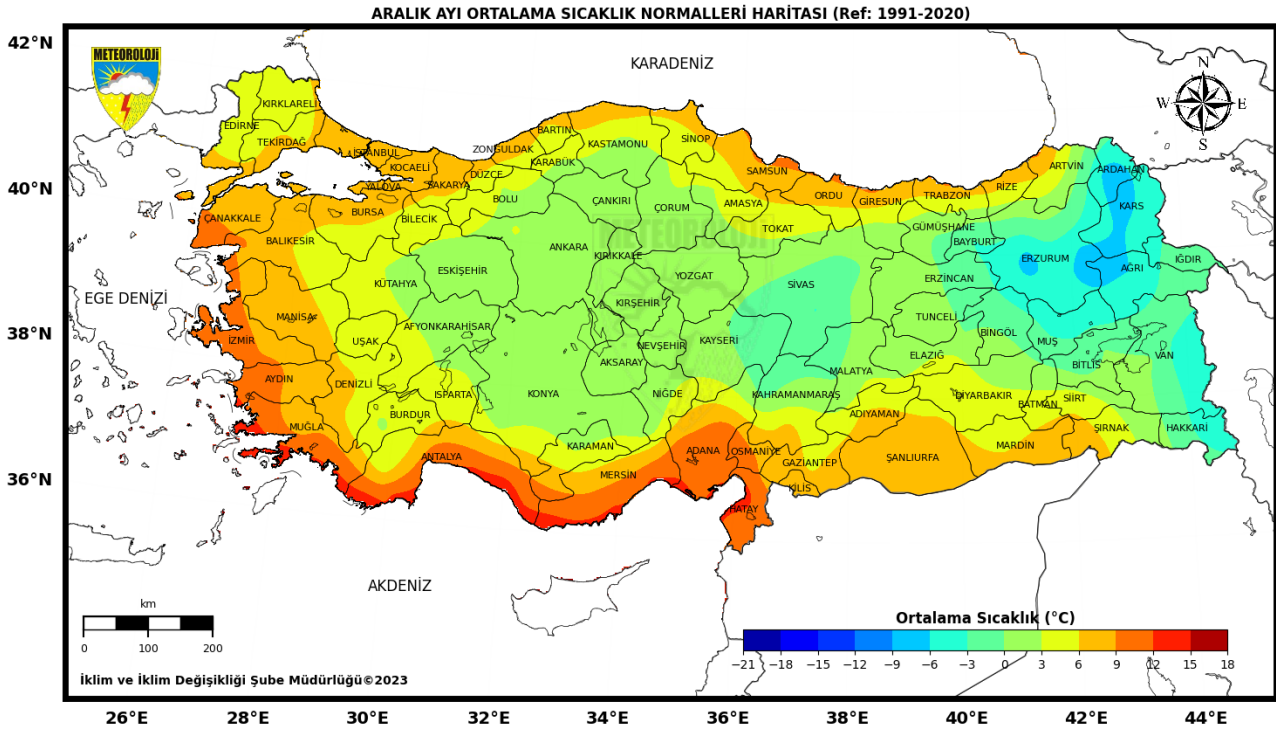 ARALIK AYI ORTALAMA SICAKLIK NORMALLERİ HARİTASI (Ref: 1991-2020)
42°N
40°N
38°N
36°N
METEOROLOJİ
KARADENİZ
N
W E
S
KIRKLARELİ
EDİRNE
TEKİRDAĞ
İSTANBUL
KOCAELİ
YALOVA
SAKARYA
DÜZCE
ZONGULDAK
BARTIN
KARABÜK
KASTAMONU
SİNOP
SAMSUN
ORDU
GİRESUN
TRABZON
RİZE
ARTVİN
ARDAHAN
KARS
ÇANAKKALE
BURSA
BİLECİK
BOLU
ÇANKIRI
ÇORUM
AMASYA
TOKAT
GÜMÜŞHANE
BAYBURT
BALIKESİR
ESKİŞEHİR
ANKARA
KIRIKKALE
YOZGAT
SİVAS
ERZİNCAN
ERZURUM
AĞRI
IĞDIR
METEOROLOJİ
EGE DENİZİ
KÜTAHYA
MANİSA
İZMİR
UŞAK
AFYONKARAHİSAR
KIRŞEHİR
NEVŞEHİR
KAYSERİ
AKSARAY
TUNCELİ
BİNGÖL
MUŞ
BİTLİS
VAN
ELAZIĞ
MALATYA
AYDIN
DENİZLİ
ISPARTA
BURDUR
KONYA
NİĞDE
KAHRAMANMARAŞ
ADIYAMAN
DİYARBAKIR
BATMAN
SİİRT
ŞIRNAK
HAKKARİ
MUĞLA
ANTALYA
KARAMAN
MERSİN
ADANA
OSMANİYE
GAZİANTEP
KİLİS
ŞANLIURFA
MARDİN
HATAY
AKDENİZ
km
0 100 200
Ortalama Sıcaklık (°C)
−21 −18 −15 −12 −9 −6 −3 0 3 6 9 12 15 18
İklim ve İklim Değişikliği Şube Müdürlüğü©2023
26°E 28°E 30°E 32°E 34°E 36°E 38°E 40°E 42°E 44°E